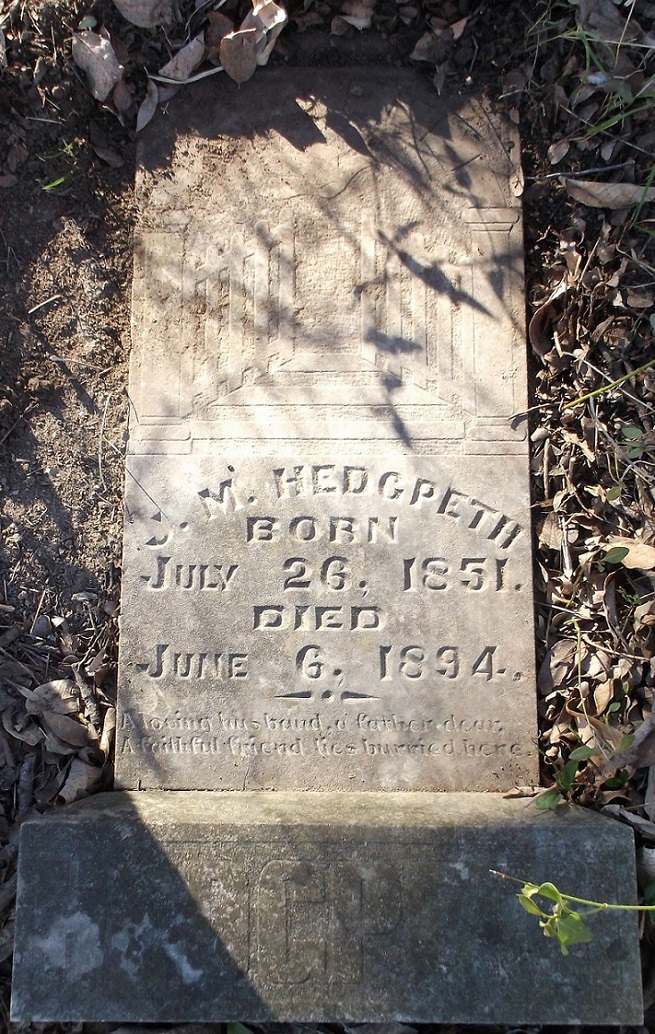 J. M. HEDGPETH
BORN
JULY 26, 1851.
DIED
JUNE 6, 1894.
A loving husband, a father dear,
A faithful friend lies burried here.